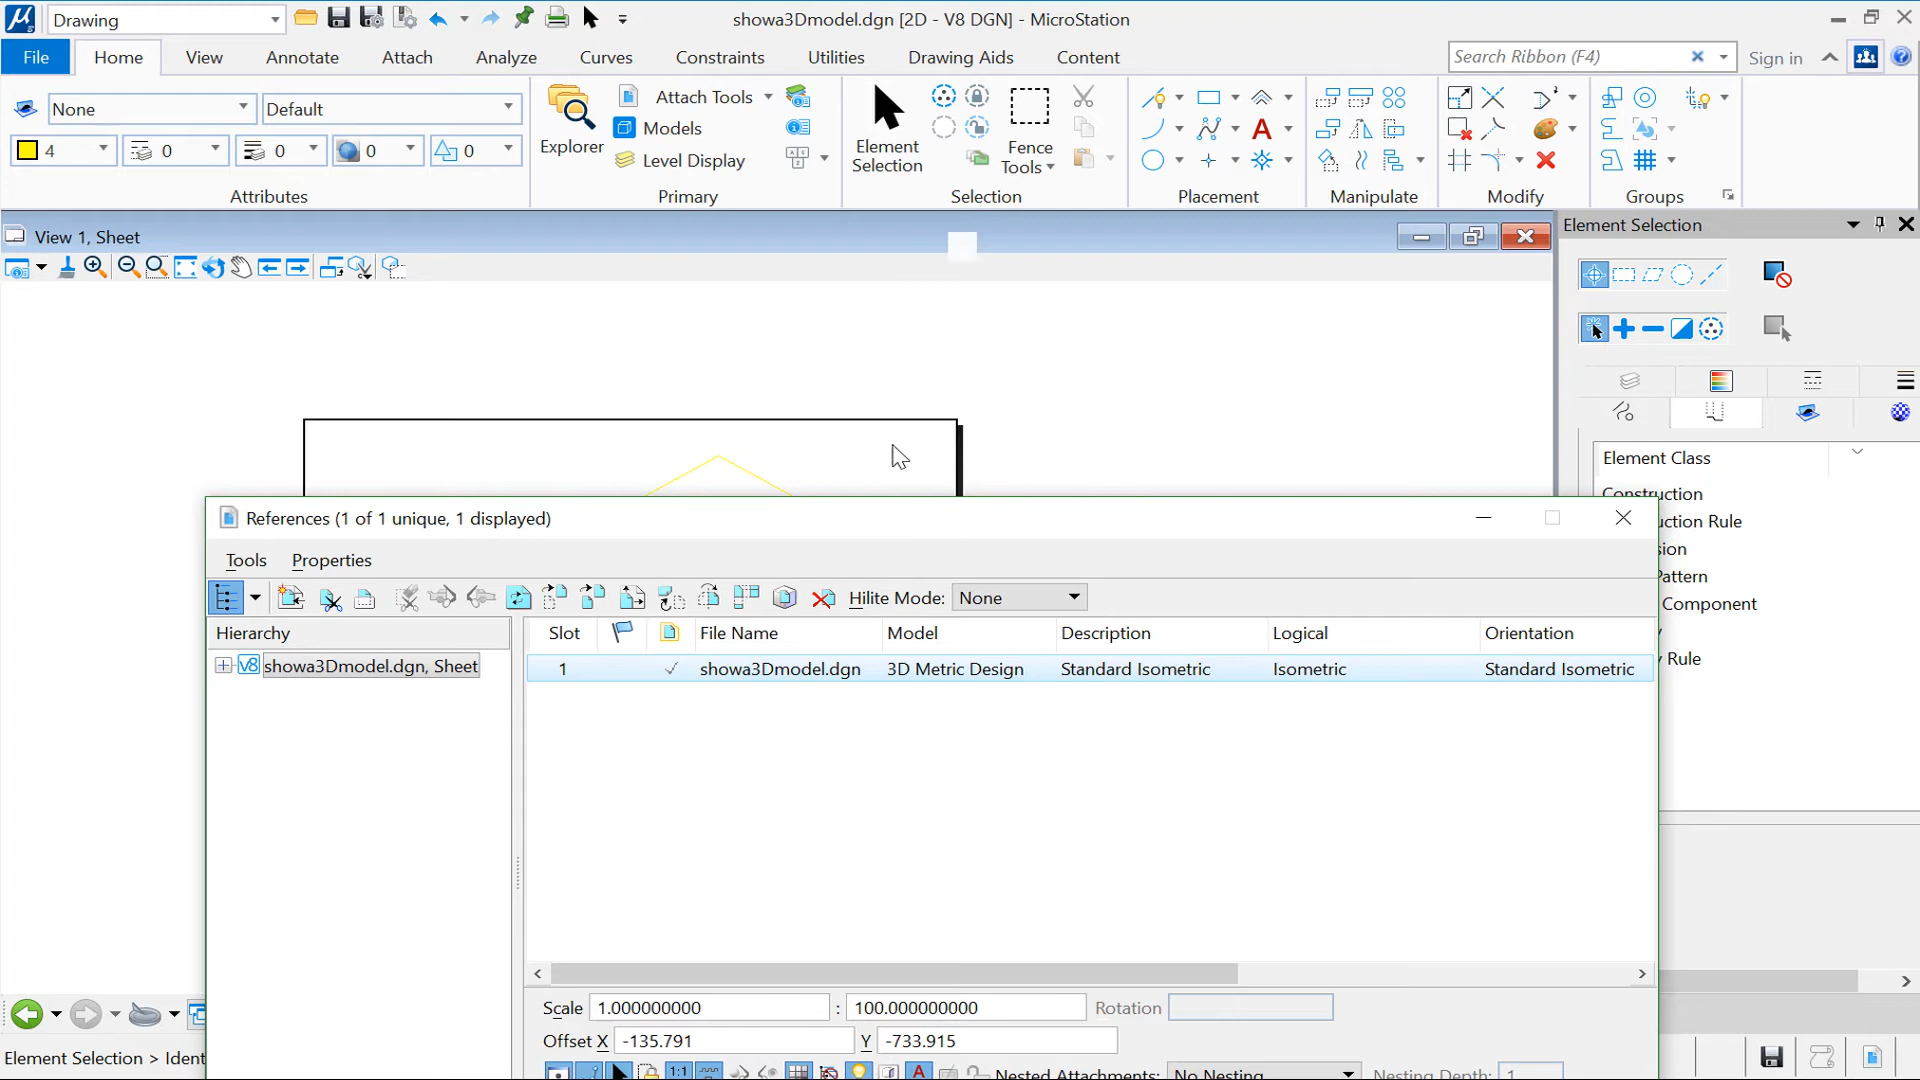 Drawing
showa3Dmodel.dgn [2D - V8 DGN] - MicroStation
File Home View Annotate Attach Analyze Curves Constraints Utilities Drawing Aids Content
Search Ribbon (F4)
Sign in
None Default
4 0 0 0 0
Attributes
Explorer
Attach Tools
Models
Level Display
Primary
Element
Selection
Fence
Tools
Selection
Placement
Manipulate
Modify
Groups
View 1, Sheet
Element Selection
Element Class
Construction
uction Rule
sion
Pattern
Component
y Rule
References (1 of 1 unique, 1 displayed)
Tools Properties
Hilite Mode: None
Hierarchy
V8 showa3Dmodel.dgn, Sheet
Slot File Name Model Description Logical Orientation
1 showa3Dmodel.dgn 3D Metric Design Standard Isometric Isometric Standard Isometric
Scale 1.000000000 : 100.000000000 Rotation
Offset X -135.791 Y -733.915
1:1 Nested Attachments: No Nesting Nesting Depth: 1
Element Selection > Ident